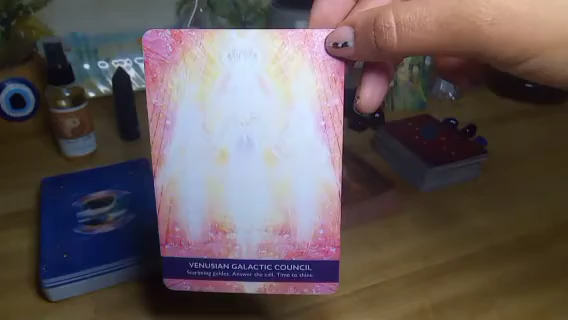 VENUSIAN GALACTIC COUNCIL
Starbeing guides. Answer the call. Time to shine.